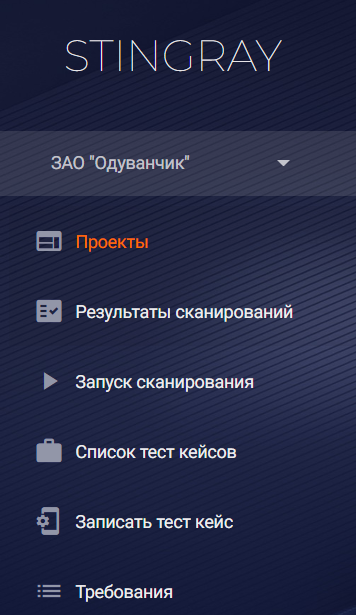 STINGRAY
ЗАО "Одуванчик"
Проекты
Результаты сканирований
Запуск сканирования
Список тест кейсов
Записать тест кейс
Требования